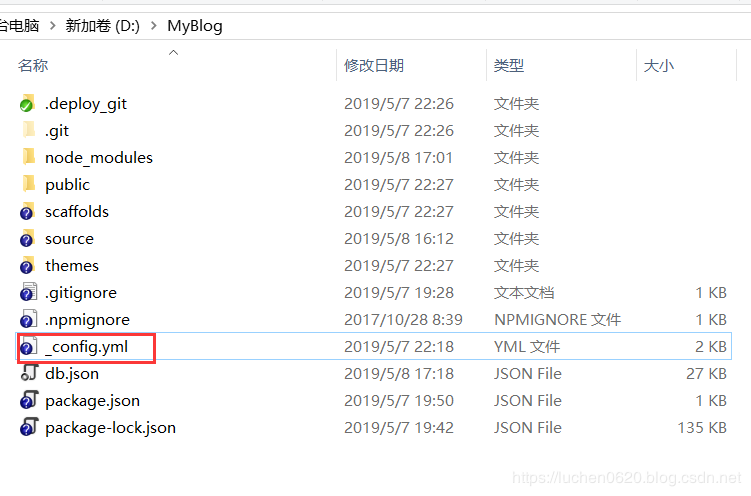 台电脑 > 新加卷 (D:) > MyBlog
名称 修改日期 类型 大小
.deploy_git 2019/5/7 22:26 文件夹
.git 2019/5/7 22:26 文件夹
node_modules 2019/5/8 17:01 文件夹
public 2019/5/7 22:27 文件夹
scaffolds 2019/5/7 22:27 文件夹
source 2019/5/8 16:12 文件夹
themes 2019/5/7 22:27 文件夹
.gitignore 2019/5/7 19:28 文本文档 1 KB
.npmignore 2017/10/28 8:39 NPMIGNORE 文件 1 KB
_config.yml 2019/5/7 22:18 YML 文件 2 KB
db.json 2019/5/8 17:18 JSON File 27 KB
package.json 2019/5/7 19:50 JSON File 1 KB
package-lock.json 2019/5/7 19:42 JSON File 135 KB
https://luchen0620.blog.csdn.net